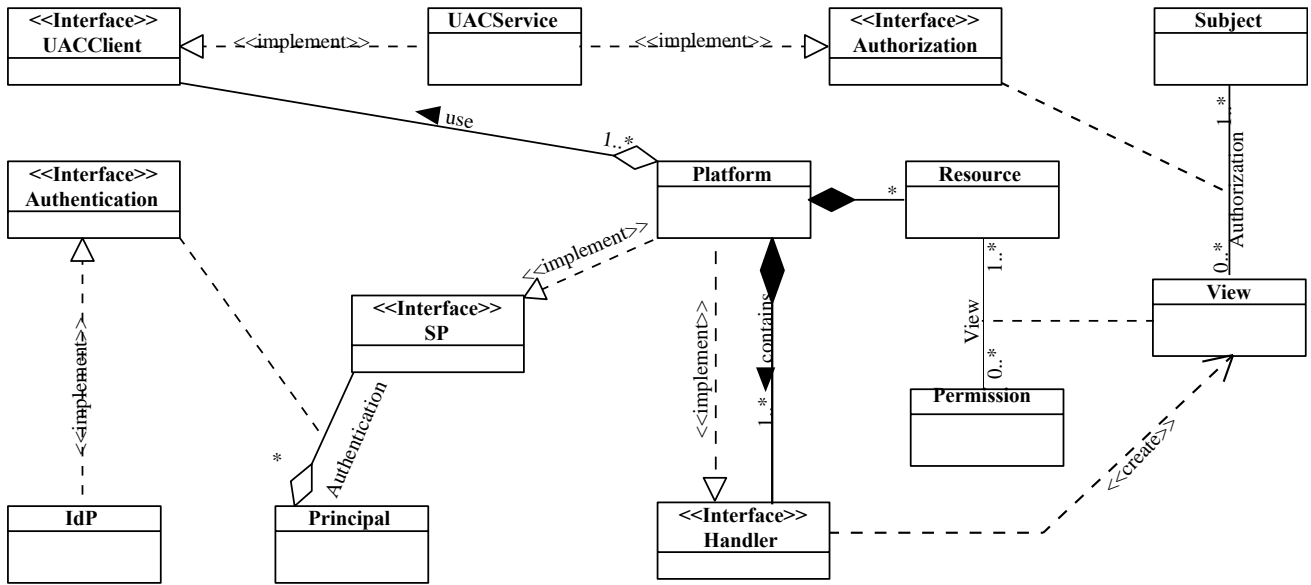 <<Interface>>
UACClient
<<implement>>
UACService
<<implement>>
<<Interface>>
Authorization
Subject
use
1..*
1..*
Authorization
0..*
<<Interface>>
Authentication
Platform
*
Resource
<<implement>>
<<implement>>
<<Interface>>
SP
<<implement>>
contains
1..*
1..*
View
0..*
View
Permission
<<create>>
*
Authentication
IdP
Principal
<<Interface>>
Handler